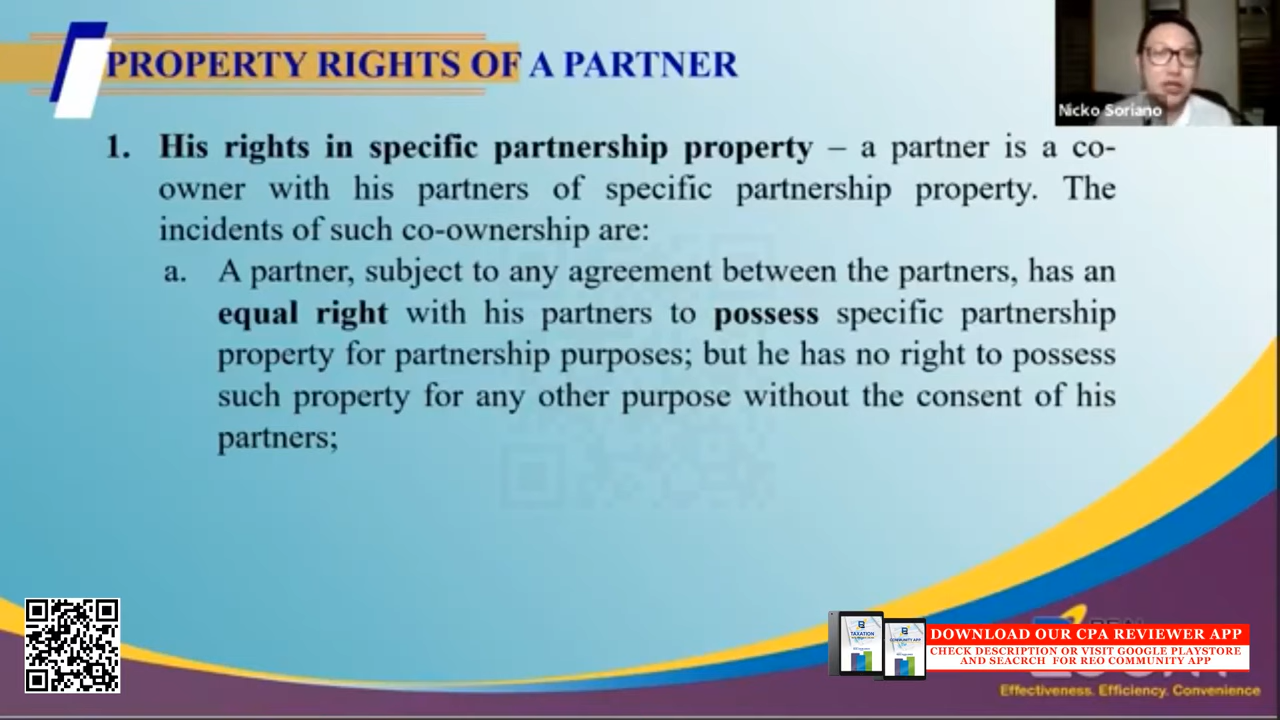 PROPERTY RIGHTS OF A PARTNER
Nicko Soriano
1. His rights in specific partnership property – a partner is a co-
owner with his partners of specific partnership property. The
incidents of such co-ownership are:
a. A partner, subject to any agreement between the partners, has an
equal right with his partners to possess specific partnership
property for partnership purposes; but he has no right to possess
such property for any other purpose without the consent of his
partners;
TAXATION
COMMUNITY APP
DOWNLOAD OUR CPA REVIEWER APP
CHECK DESCRIPTION OR VISIT GOOGLE PLAYSTORE
AND SEACRCH FOR REO COMMUNITY APP
Effectiveness. Efficiency. Convenience